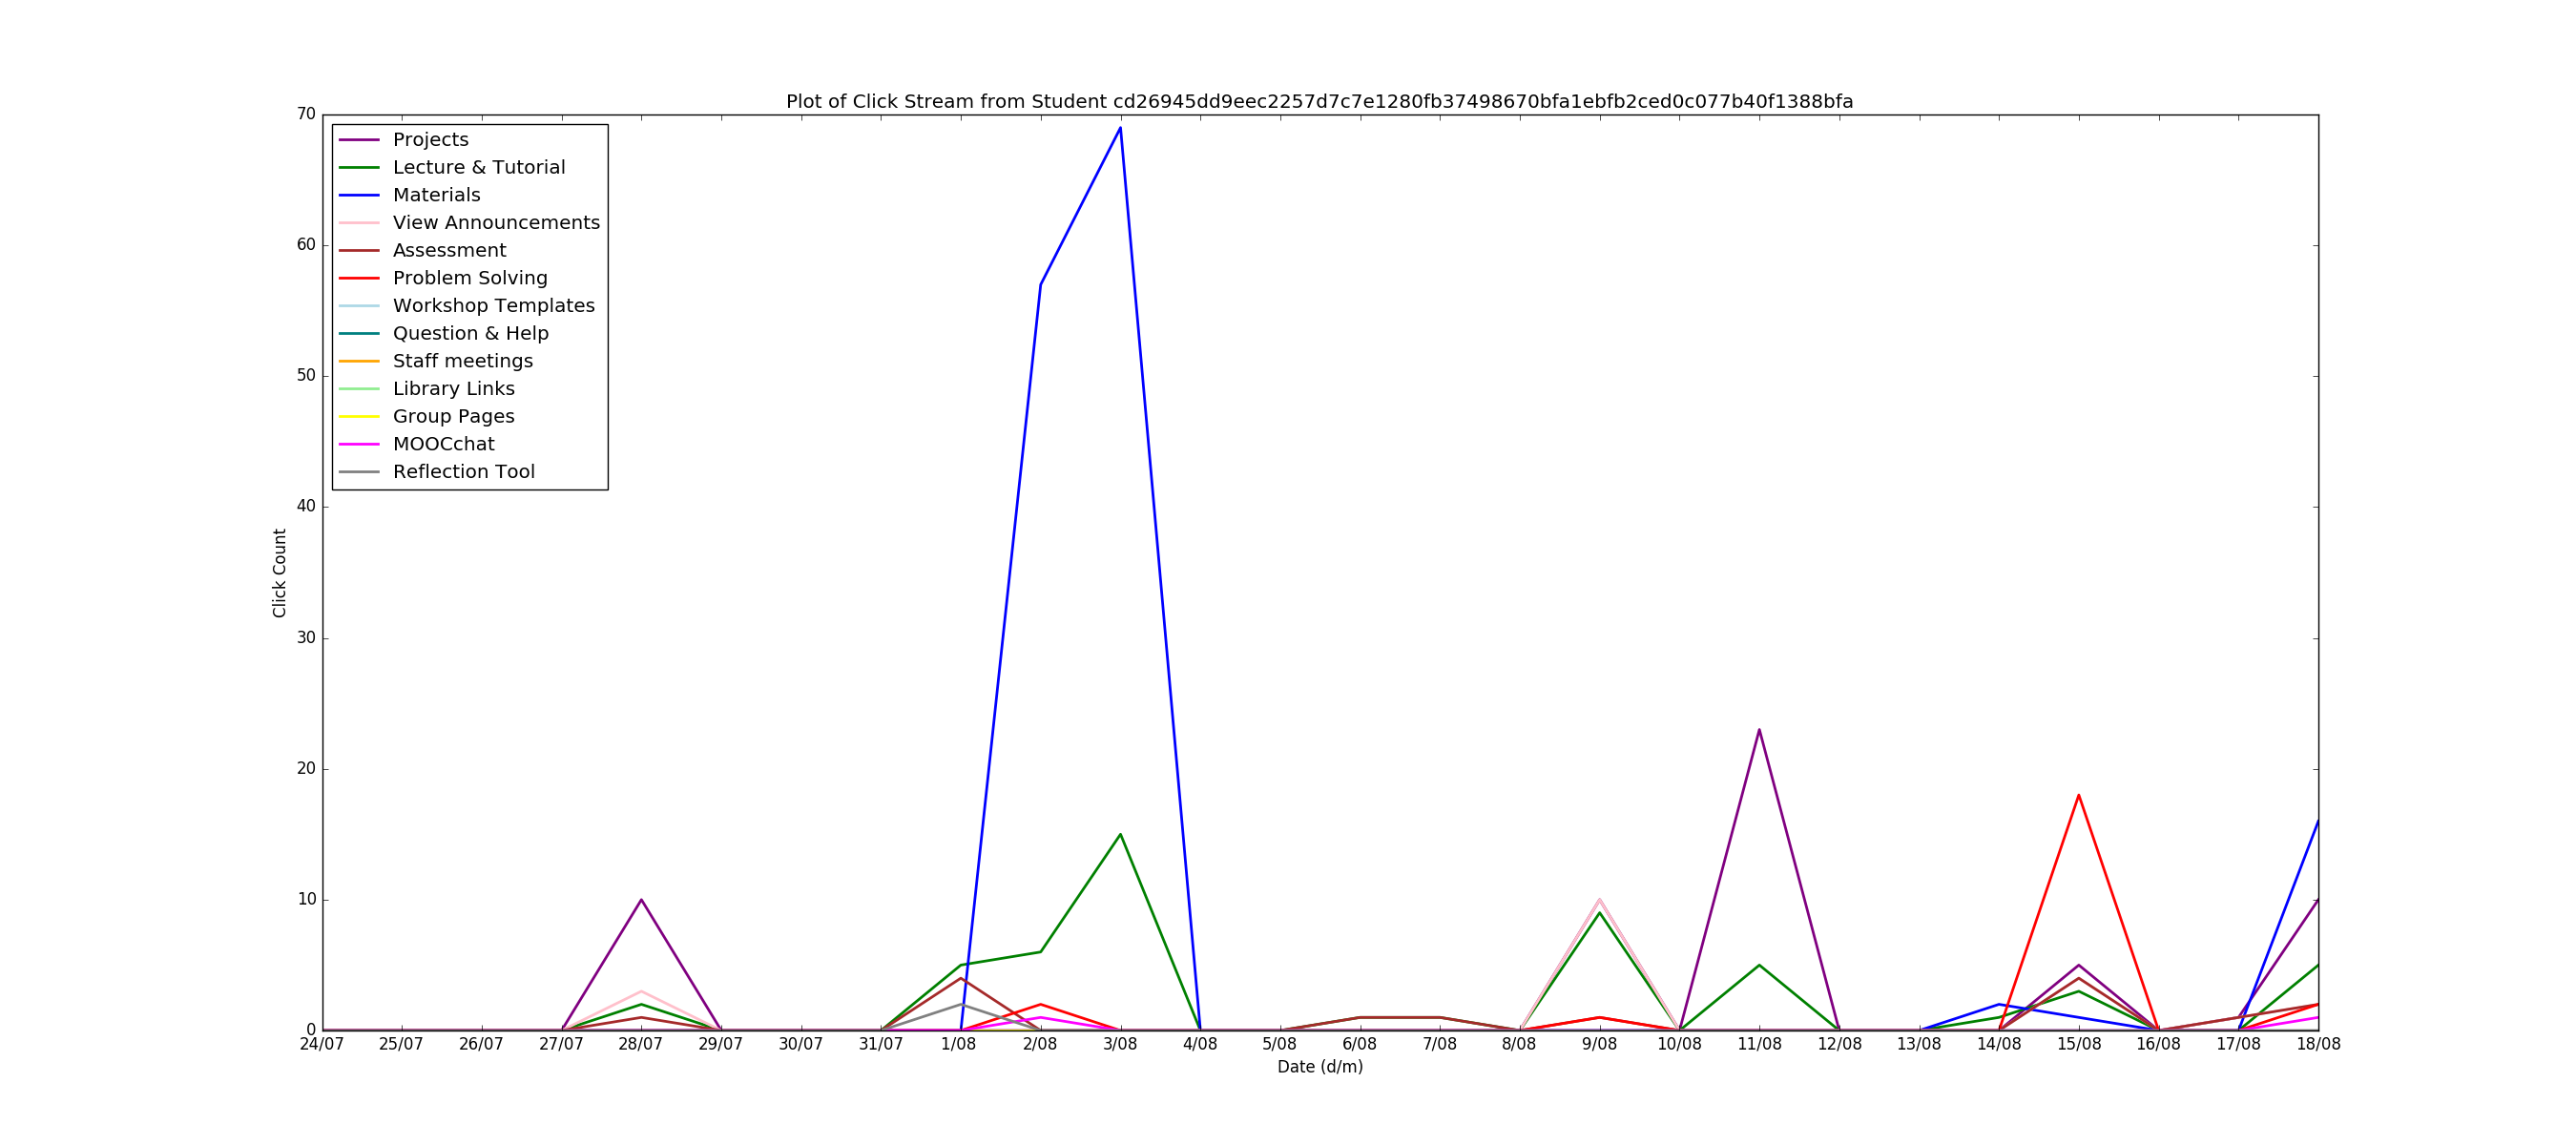 Plot of Click Stream from Student cd26945dd9eec2257d7c7e1280fb37498670bfa1ebfb2ced0c077b40f1388bfa
70
60
50
40
30
20
10
0
Click Count
Projects
Lecture & Tutorial
Materials
View Announcements
Assessment
Problem Solving
Workshop Templates
Question & Help
Staff meetings
Library Links
Group Pages
MOOCchat
Reflection Tool
24/07 25/07 26/07 27/07 28/07 29/07 30/07 31/07 1/08 2/08 3/08 4/08 5/08 6/08 7/08 8/08 9/08 10/08 11/08 12/08 13/08 14/08 15/08 16/08 17/08 18/08
Date (d/m)